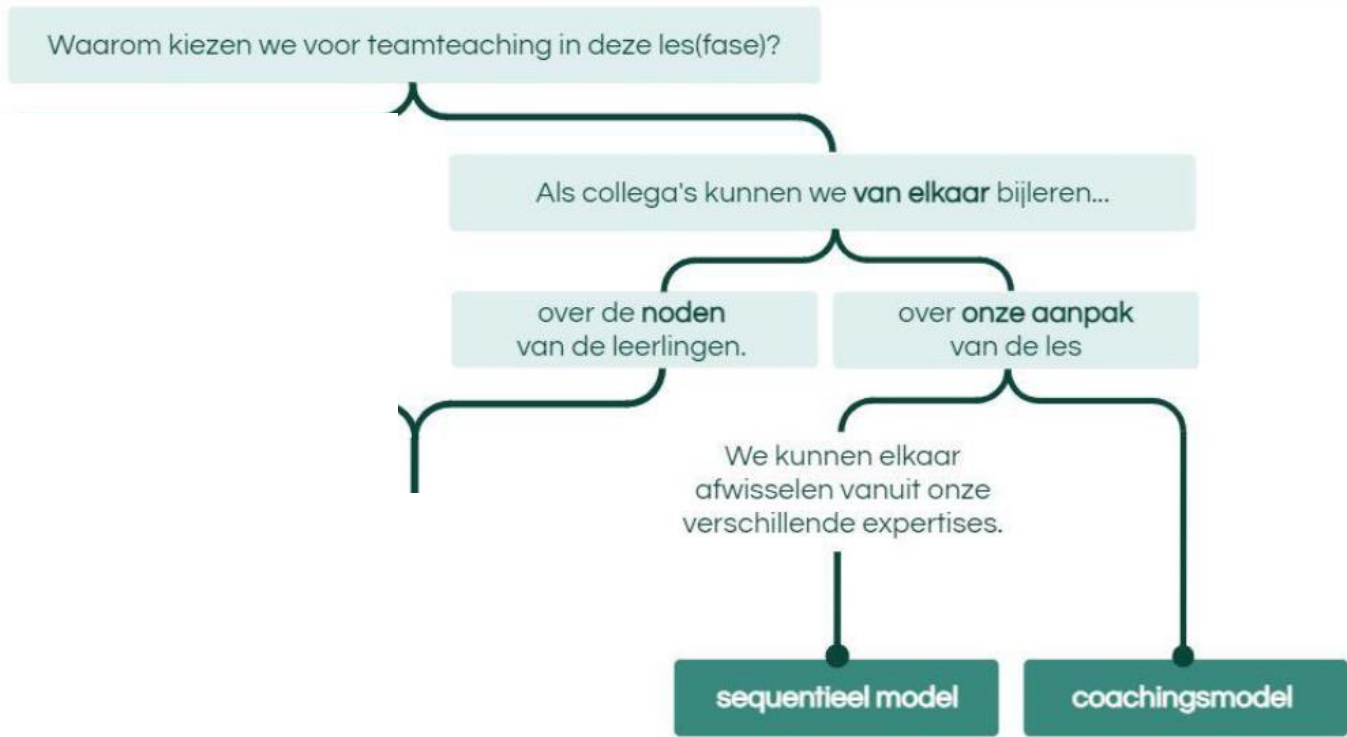 Waarom kiezen we voor teamteaching in deze les(fase)?
Als collega's kunnen we van elkaar bijleren...
over de noden
van de leerlingen.
over onze aanpak
van de les
We kunnen elkaar
afwisselen vanuit onze
verschillende expertises.
sequentieel model
coachingsmodel